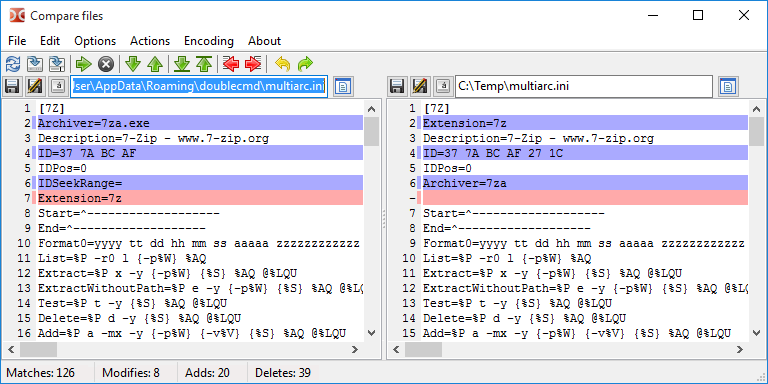 Compare files
File Edit Options Actions Encoding About
Jser\AppData\Roaming\doublecmd\multiarc.ini
C:\Temp\multiarc.ini
1 [7Z]
2 Archiver=7za.exe
3 Description=7-Zip - www.7-zip.org
4 ID=37 7A BC AF
5 IDPos=0
6 IDSeekRange=
7 Extension=7z
8 Start=^-------------------
9 End=^-------------------
10 Format0=yyyy tt dd hh mm ss aaaaa zzzzzzzzzzzz
11 List=%P -r0 l {-p%W} %AQ
12 Extract=%P x -y {-p%W} {%S} %AQ @%LQU
13 ExtractWithoutPath=%P e -y {-p%W} {%S} %AQ @%LQU
14 Test=%P t -y {%S} %AQ @%LQU
15 Delete=%P d -y {%S} %AQ @%LQU
16 Add=%P a -mx -y {-p%W} {-v%V} {%S} %AQ @%LQU
1 [7Z]
2 Extension=7z
3 Description=7-Zip - www.7-zip.org
4 ID=37 7A BC AF 27 1C
5 IDPos=0
6 Archiver=7za
-
7 Start=^-------------------
8 End=^-------------------
9 Format0=yyyy tt dd hh mm ss aaaaa zzzzzzzzzzzz
10 List=%P -r0 l {-p%W} %AQ
11 Extract=%P x -y {-p%W} {%S} %AQ @%LQU
12 ExtractWithoutPath=%P e -y {-p%W} {%S} %AQ @%LQU
13 Test=%P t -y {%S} %AQ @%LQU
14 Delete=%P d -y {%S} %AQ @%LQU
15 Add=%P a -mx -y {-p%W} {-v%V} {%S} %AQ @%LQU
Matches: 126 Modifies: 8 Adds: 20 Deletes: 39